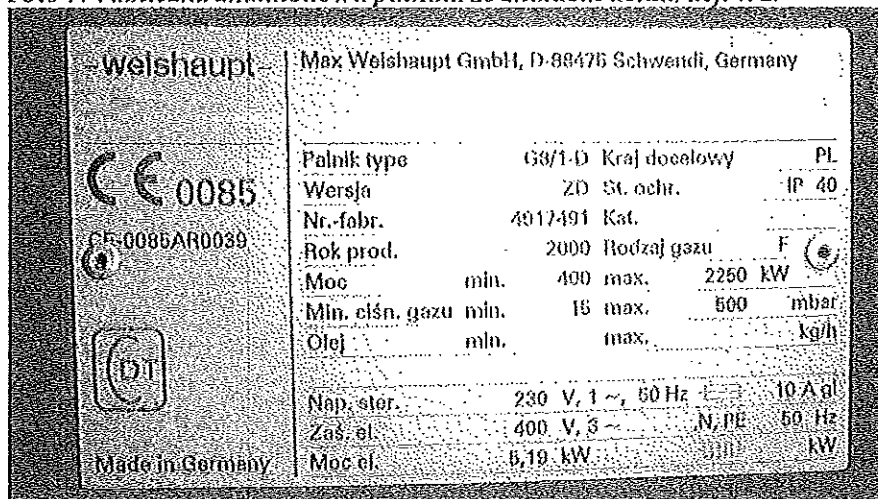 -weishaupt-
Max Weishaupt GmbH, D-88475 Schwendi, Germany
CE 0085
CE-0085AR0039
DT
Made in Germany
Palnik type G8/1-D Kraj docelowy PL
Wersja ZD St. ochr. IP 40
Nr.-fabr. 4917491 Kat.
Rok prod. 2000 Rodzaj gazu F
Moc min. 400 max. 2250 kW
Min. ciśn. gazu min. 15 max. 500 mbar
Olej min. max. kg/h
Nap. ster. 230 V, 1 ~, 50 Hz 10 A gl
Zas. el. 400 V, 3 ~ N, PE 50 Hz
Moc el. 5,19 kW kW